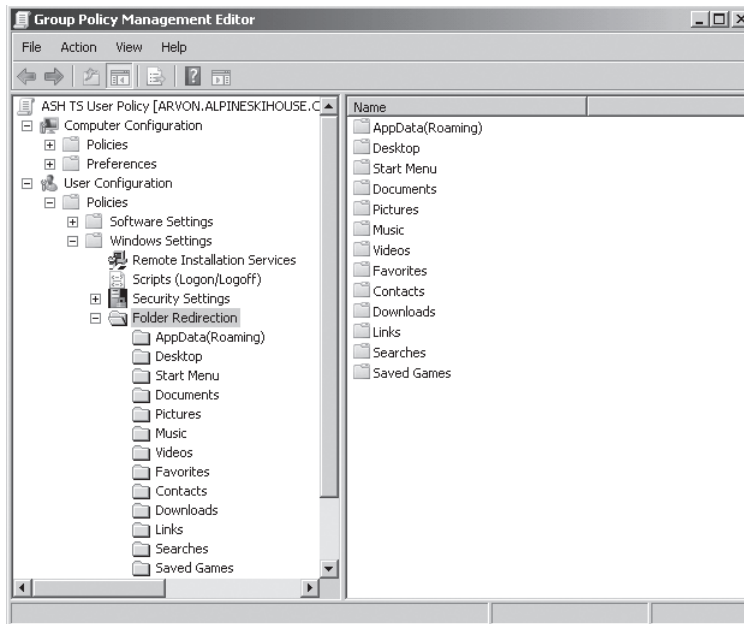 Group Policy Management Editor
File Action View Help
ASH TS User Policy [ARVON.ALPINESKIHOUSE.C
Computer Configuration
Policies
Preferences
User Configuration
Policies
Software Settings
Windows Settings
Remote Installation Services
Scripts (Logon/Logoff)
Security Settings
Folder Redirection
AppData(Roaming)
Desktop
Start Menu
Documents
Pictures
Music
Videos
Favorites
Contacts
Downloads
Links
Searches
Saved Games
Name
AppData(Roaming)
Desktop
Start Menu
Documents
Pictures
Music
Videos
Favorites
Contacts
Downloads
Links
Searches
Saved Games